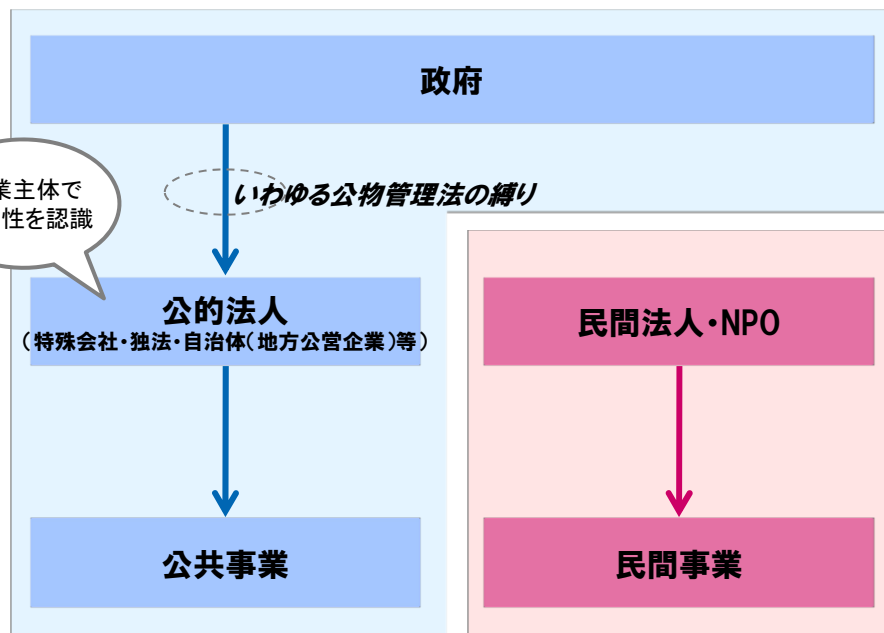 政府
業主体で
性を認識
いわゆる公物管理法の縛り
公的法人
（特殊会社・独法・自治体（地方公営企業）等）
民間法人・NPO
公共事業
民間事業